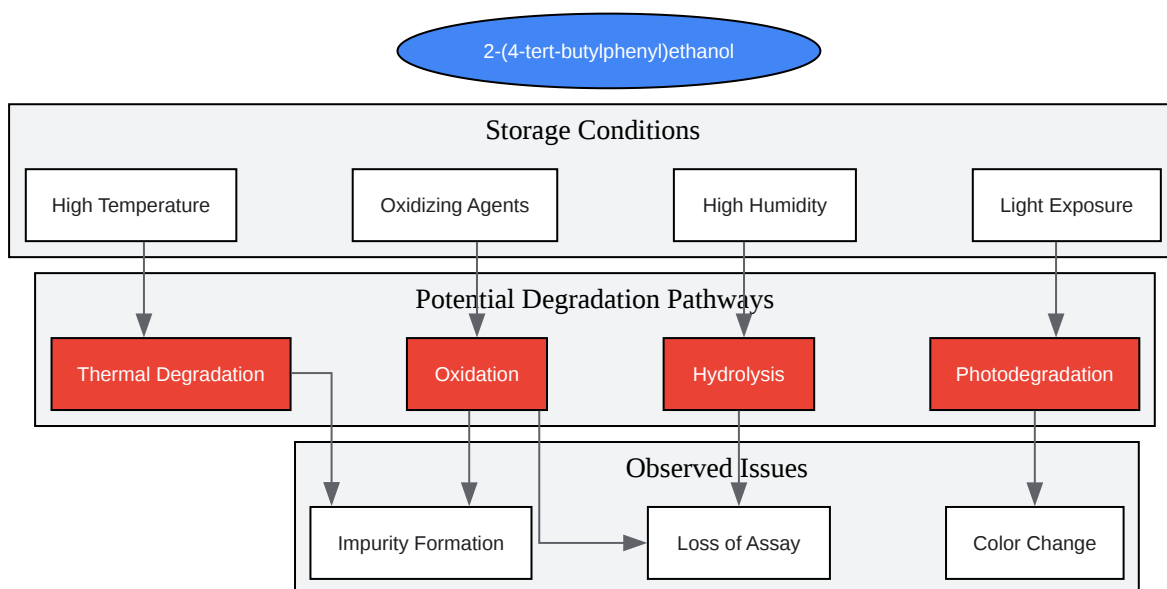 2-(4-tert-butylphenyl)ethanol
Storage Conditions
High Temperature
Oxidizing Agents
High Humidity
Light Exposure
Potential Degradation Pathways
Thermal Degradation
Oxidation
Hydrolysis
Photodegradation
Observed Issues
Impurity Formation
Loss of Assay
Color Change